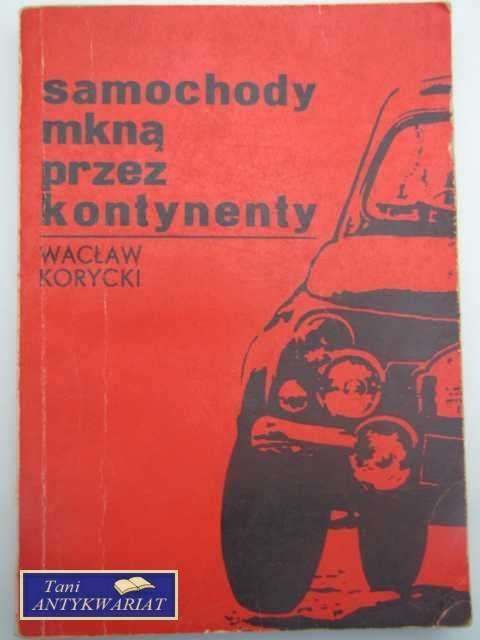 samochody
mkną
przez
kontynenty
WACŁAW
KORYCKI
Tani
ANTYKWARIAT